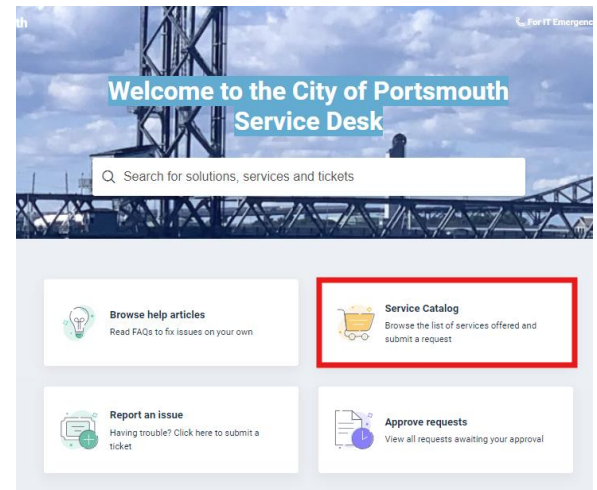 th
For IT Emergenc
Welcome to the City of Portsmouth
Service Desk
Search for solutions, services and tickets
Browse help articles
Read FAQs to fix issues on your own
Service Catalog
Browse the list of services offered and
submit a request
Report an issue
Having trouble? Click here to submit a
ticket
Approve requests
View all requests awaiting your approval